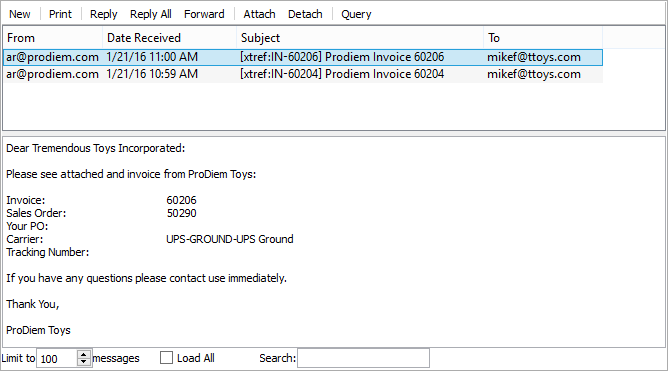 New Print Reply Reply All Forward Attach Detach Query
From Date Received Subject To
ar@prodiem.com 1/21/16 11:00 AM [xtref:IN-60206] Prodiem Invoice 60206 mikef@ttoys.com
ar@prodiem.com 1/21/16 10:59 AM [xtref:IN-60204] Prodiem Invoice 60204 mikef@ttoys.com
Dear Tremendous Toys Incorporated:
Please see attached and invoice from ProDiem Toys:
Invoice: 60206
Sales Order: 50290
Your PO:
Carrier: UPS-GROUND-UPS Ground
Tracking Number:
If you have any questions please contact use immediately.
Thank You,
ProDiem Toys
Limit to 100 messages Load All Search: